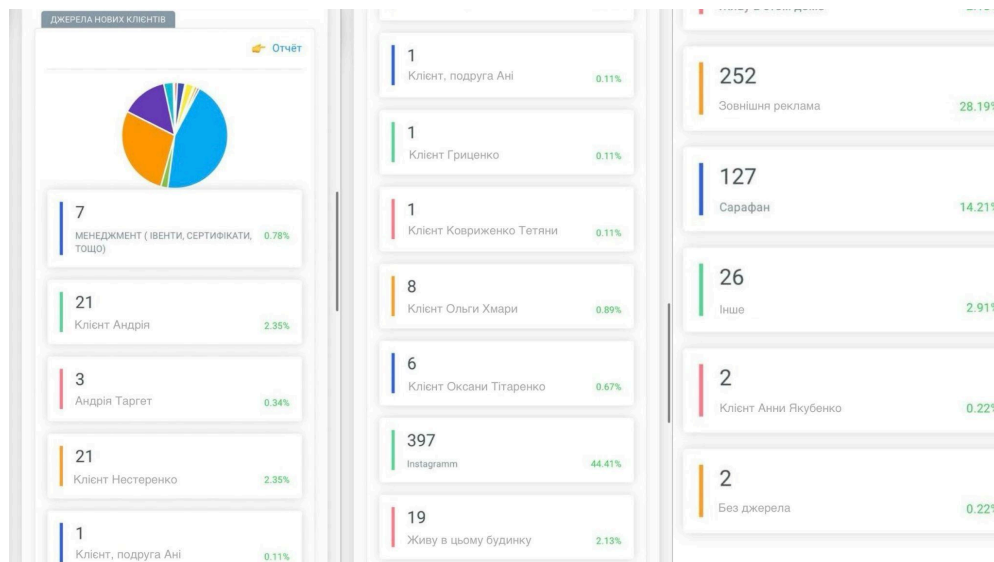 ДЖЕРЕЛА НОВИХ КЛІЄНТІВ
👉 Отчёт
7
МЕНЕДЖМЕНТ ( ІВЕНТИ, СЕРТИФІКАТИ, 0.78%
ТОЩО)
21
Клієнт Андрія 2.35%
3
Андрія Таргет 0.34%
21
Клієнт Нестеренко 2.35%
1
Клієнт, подруга Ані 0.11%
1
Клієнт, подруга Ані 0.11%
1
Клієнт Гриценко 0.11%
1
Клієнт Ковриженко Тетяни 0.11%
8
Клієнт Ольги Хмари 0.89%
6
Клієнт Оксани Тітаренко 0.67%
397
Instagramm 44.41%
19
Живу в цьому будинку 2.13%
252
Зовнішня реклама 28.19%
127
Сарафан 14.21%
26
Інше 2.91%
2
Клієнт Анни Якубенко 0.22%
2
Без джерела 0.22%